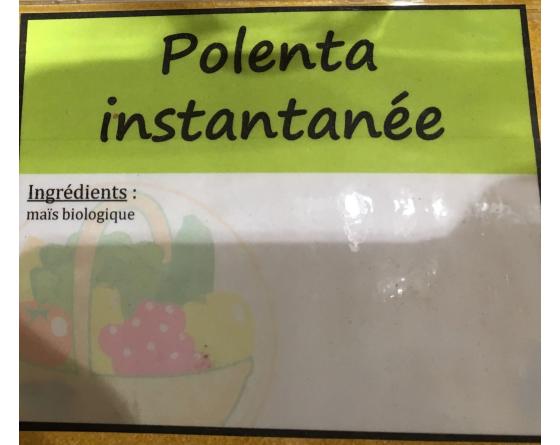 Polenta
instantanée
Ingrédients :
maïs biologique